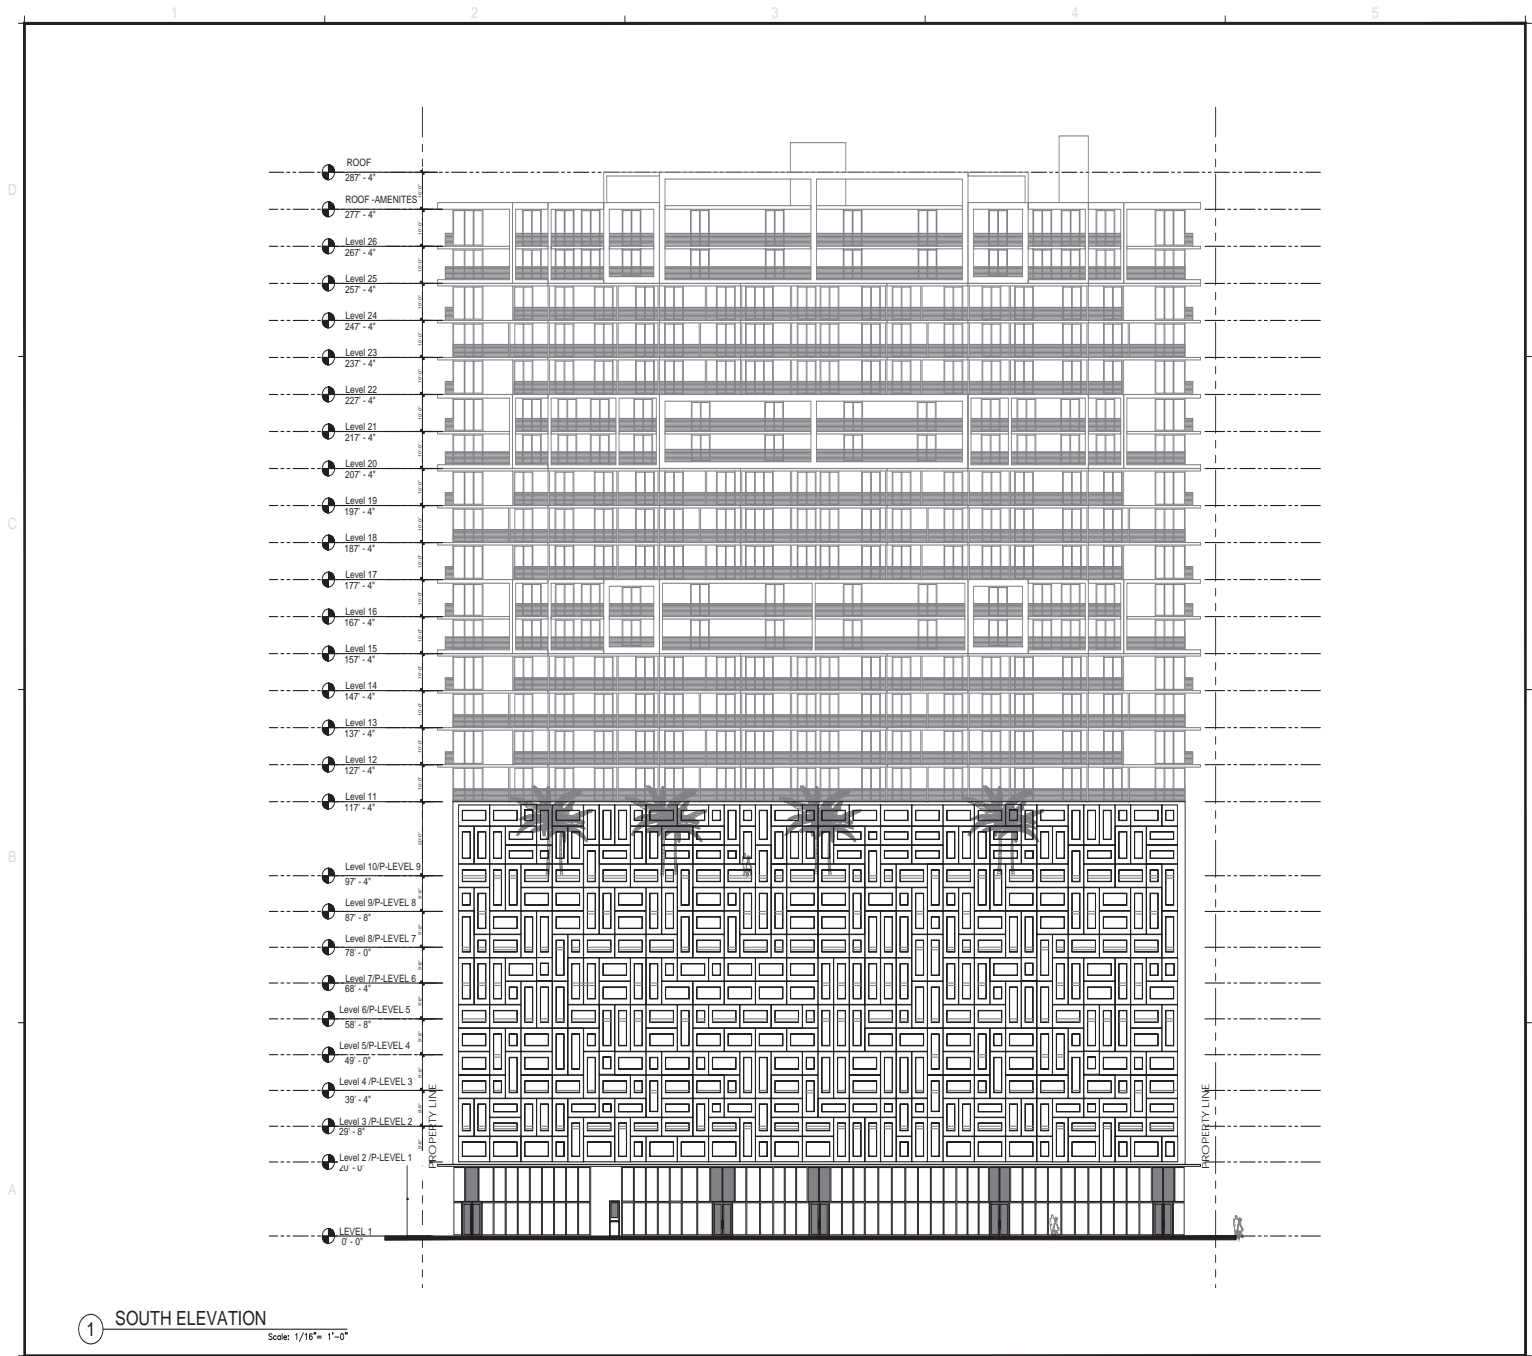 1 2 3 4 5
D
C
B
A
ROOF
287' - 4"
ROOF -AMENITES
277' - 4"
Level 26
267' - 4"
Level 25
257' - 4"
Level 24
247' - 4"
Level 23
237' - 4"
Level 22
227' - 4"
Level 21
217' - 4"
Level 20
207' - 4"
Level 19
197' - 4"
Level 18
187' - 4"
Level 17
177' - 4"
Level 16
167' - 4"
Level 15
157' - 4"
Level 14
147' - 4"
Level 13
137' - 4"
Level 12
127' - 4"
Level 11
117' - 4"
Level 10/P-LEVEL 9
97' - 4"
Level 9/P-LEVEL 8
87' - 8"
Level 8/P-LEVEL 7
78' - 0"
Level 7/P-LEVEL 6
68' - 4"
Level 6/P-LEVEL 5
58' - 8"
Level 5/P-LEVEL 4
49' - 0"
Level 4 /P-LEVEL 3
39' - 4"
Level 3 /P-LEVEL 2
29' - 8"
Level 2 /P-LEVEL 1
20' - 0"
LEVEL 1
0' - 0"
PROPERTY LINE
PROPERTY LINE
1 SOUTH ELEVATION
Scale: 1/16"= 1'-0"